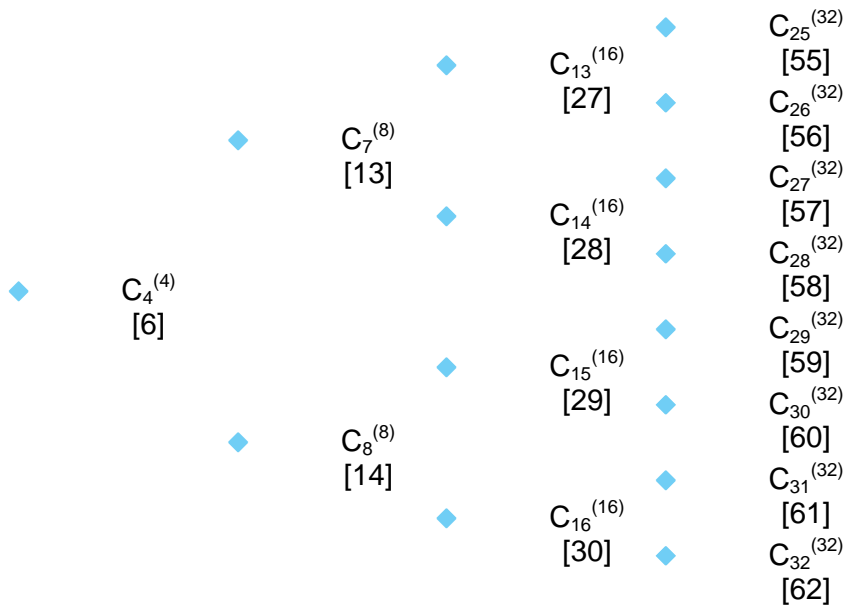 C₂₅⁽³²⁾
[55]
C₁₃⁽¹⁶⁾
[27]
C₂₆⁽³²⁾
[56]
C₇⁽⁸⁾
[13]
C₂₇⁽³²⁾
[57]
C₁₄⁽¹⁶⁾
[28]
C₂₈⁽³²⁾
[58]
C₄⁽⁴⁾
[6]
C₂₉⁽³²⁾
[59]
C₁₅⁽¹⁶⁾
[29]
C₃₀⁽³²⁾
[60]
C₈⁽⁸⁾
[14]
C₃₁⁽³²⁾
[61]
C₁₆⁽¹⁶⁾
[30]
C₃₂⁽³²⁾
[62]